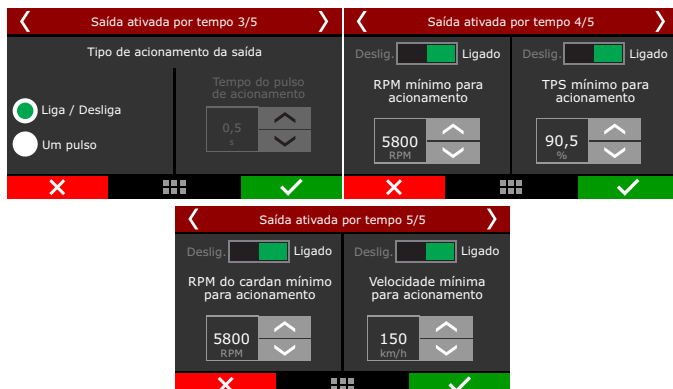 Saída ativada por tempo 3/5
Tipo de acionamento da saída
Liga / Desliga
Um pulso
Tempo do pulso
de acionamento
0,5
s
Saída ativada por tempo 4/5
Deslig.
Ligado
RPM mínimo para
acionamento
5800
RPM
Deslig.
Ligado
TPS mínimo para
acionamento
90,5
%
Saída ativada por tempo 5/5
Deslig.
Ligado
RPM do cardan mínimo
para acionamento
5800
RPM
Deslig.
Ligado
Velocidade mínima
para acionamento
150
km/h